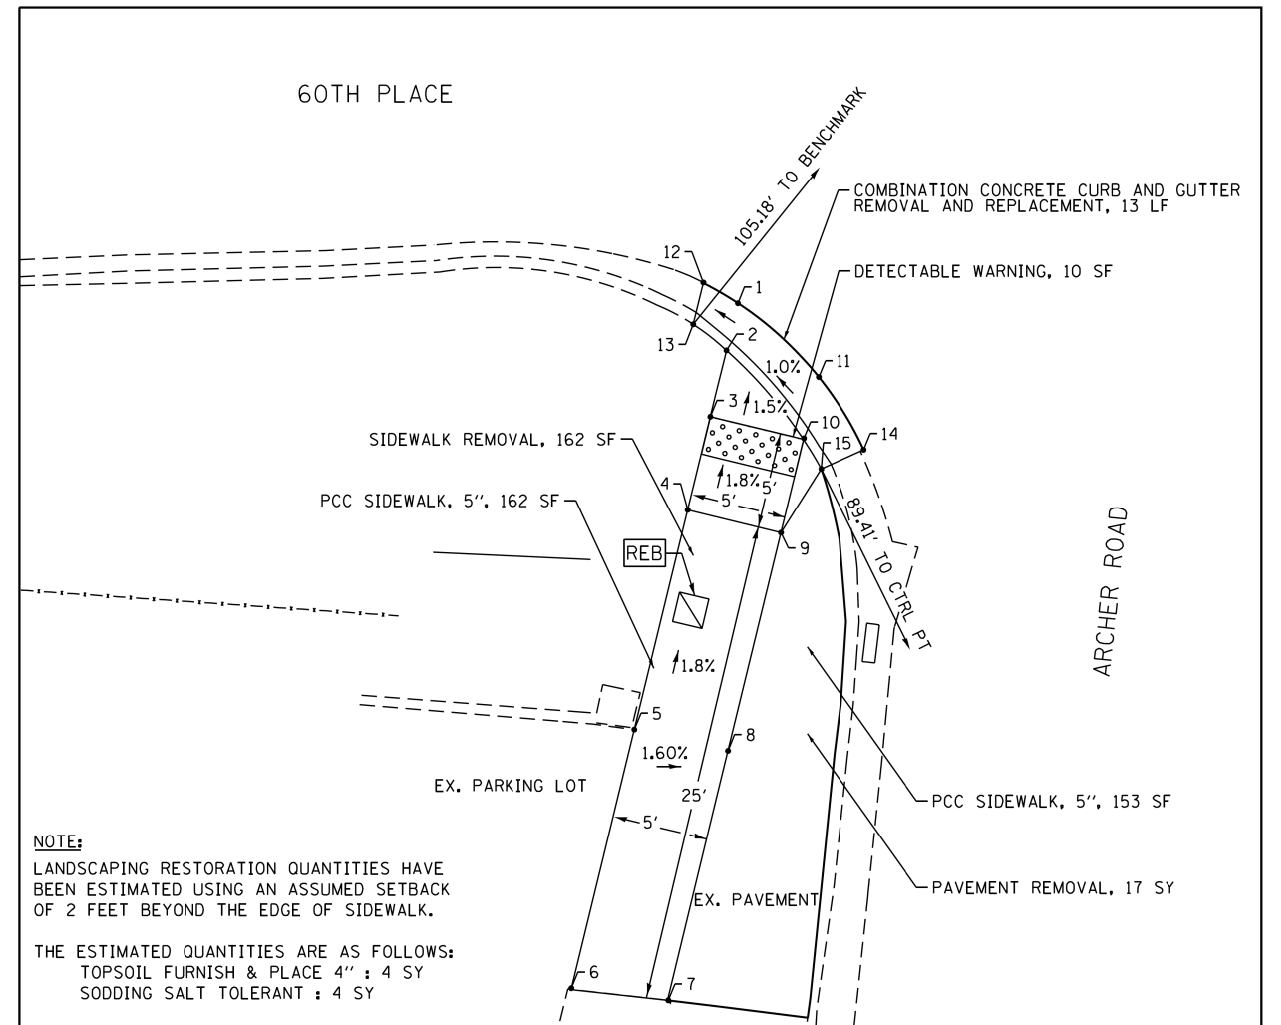 60TH PLACE
105.18' TO BENCHMARK
COMBINATION CONCRETE CURB AND GUTTER
REMOVAL AND REPLACEMENT, 13 LF
12
1
DETECTABLE WARNING, 10 SF
13
2
1.0%
11
3
1.5%
10
14
15
SIDEWALK REMOVAL, 162 SF
1.8%
5'
4
5'
PCC SIDEWALK, 5", 162 SF
89.41' TO CTRL PT
9
REB
ARCHER ROAD
1.8%
5
8
1.60%
EX. PARKING LOT
25'
PCC SIDEWALK, 5", 153 SF
5'
NOTE:
LANDSCAPING RESTORATION QUANTITIES HAVE
BEEN ESTIMATED USING AN ASSUMED SETBACK
OF 2 FEET BEYOND THE EDGE OF SIDEWALK.
PAVEMENT REMOVAL, 17 SY
EX. PAVEMENT
THE ESTIMATED QUANTITIES ARE AS FOLLOWS:
TOPSOIL FURNISH & PLACE 4" : 4 SY
SODDING SALT TOLERANT : 4 SY
6
7